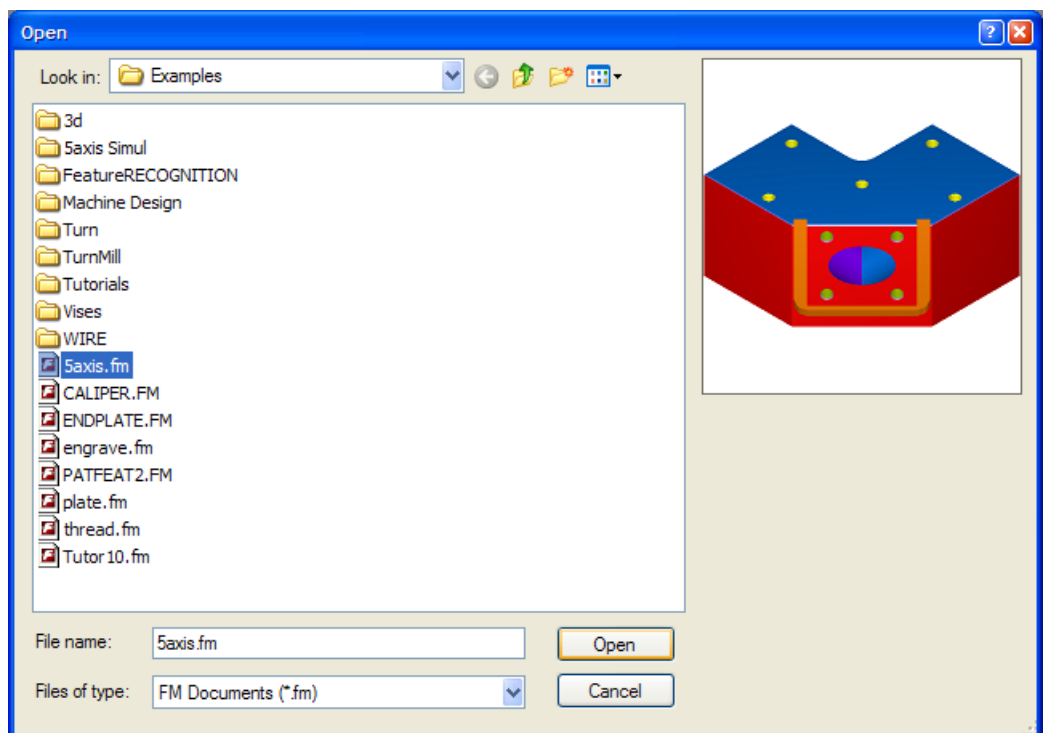 Open
Look in: Examples
3d
5axis Simul
FeatureRECOGNITION
Machine Design
Turn
TurnMill
Tutorials
Vises
WIRE
5axis.fm
CALIPER.FM
ENDPLATE.FM
engrave.fm
PATFEAT2.FM
plate.fm
thread.fm
Tutor10.fm
File name: 5axis.fm Open
Files of type: FM Documents (*.fm) Cancel